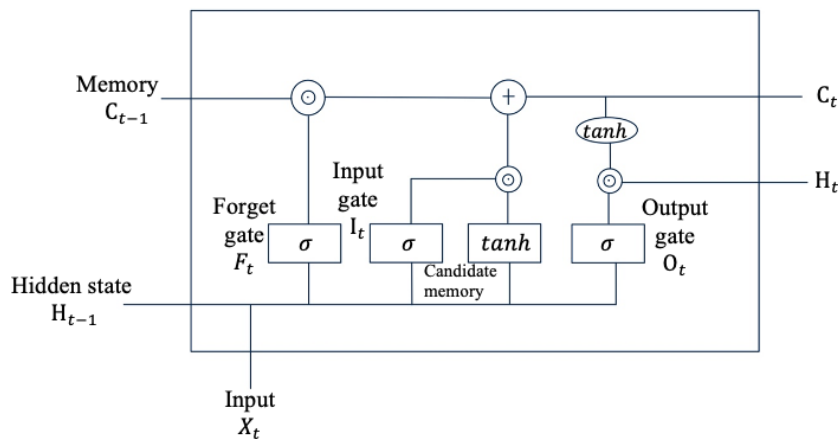 Memory
C_{t−1}
C_t
tanh
H_t
Input
gate
I_t
Forget
gate
F_t
σ
σ
tanh
σ
Output
gate
O_t
Candidate
memory
Hidden state
H_{t−1}
Input
X_t